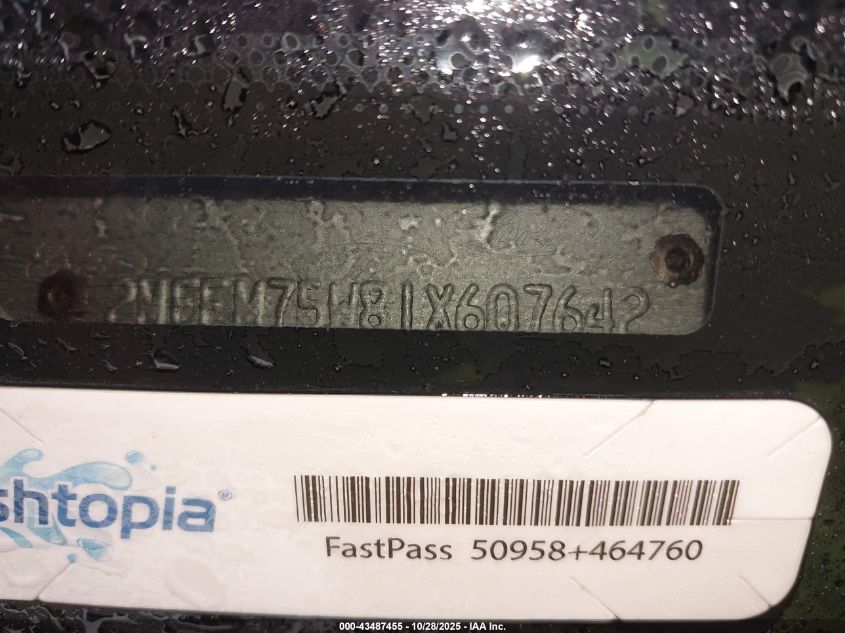 2MEFM75W81X607642
shtopia®
FastPass 50958+464760
000-43487455 | 10/28/2025 - IAA Inc.